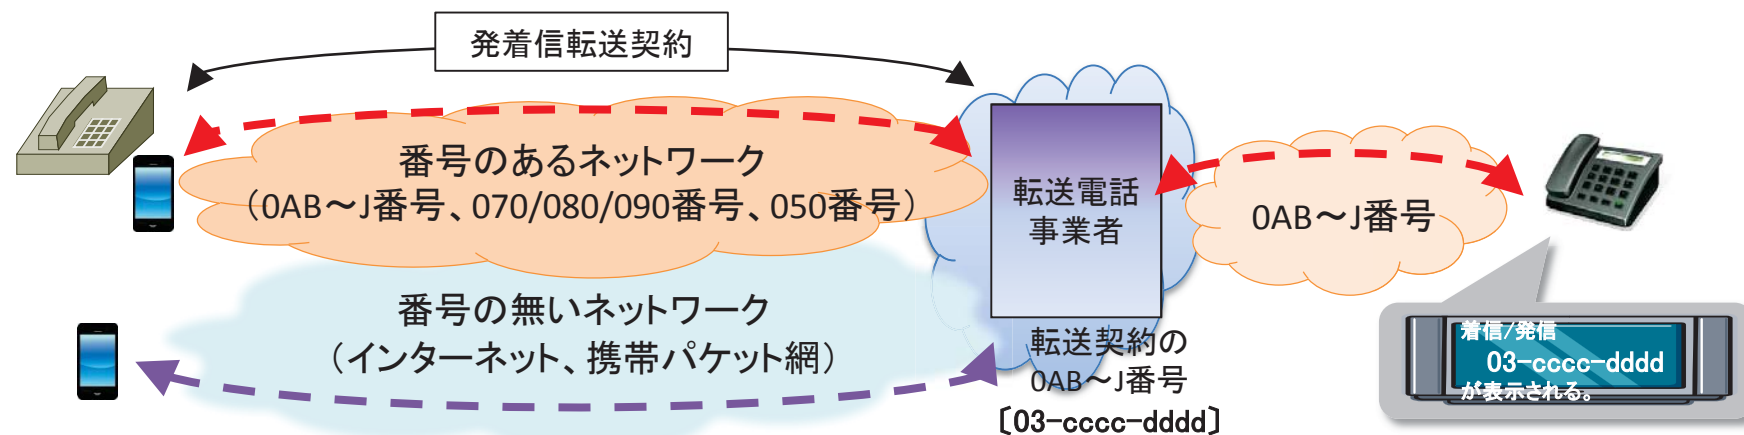 発着信転送契約
番号のあるネットワーク
（0AB～J番号、070/080/090番号、050番号）
転送電話
事業者
0AB～J番号
番号の無いネットワーク
（インターネット、携帯パケット網）
転送契約の
0AB～J番号
〔03-cccc-dddd〕
着信/発信
03-cccc-dddd
が表示される。